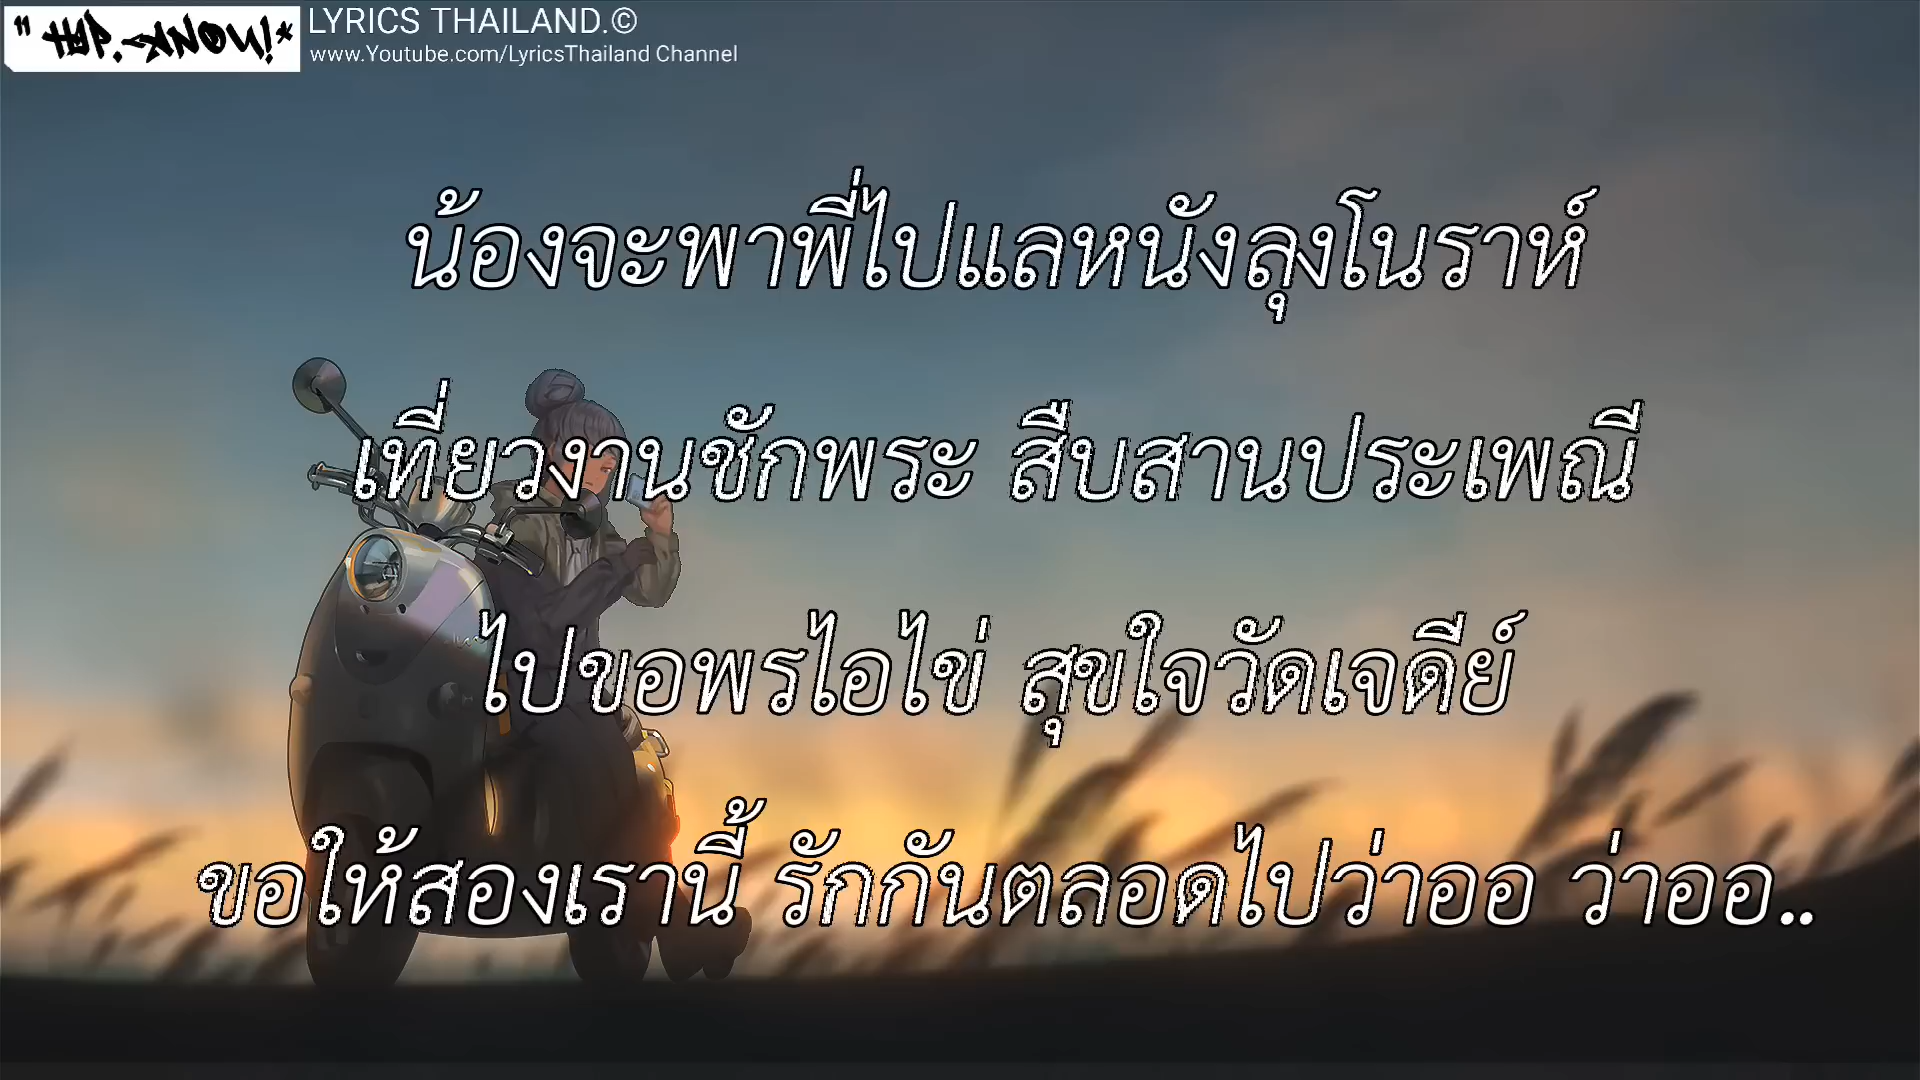 "HIP.-KNOW!*
LYRICS THAILAND.©
www.Youtube.com/LyricsThailand Channel
น้องจะพาพี่ไปแลหนังลุงโนราห์
เที่ยวงานชักพระ สืบสานประเพณี
ไปขอพรไอไข่ สุขใจวัดเจดีย์
ขอให้สองเรานี้ รักกันตลอดไปว่าออ ว่าออ..